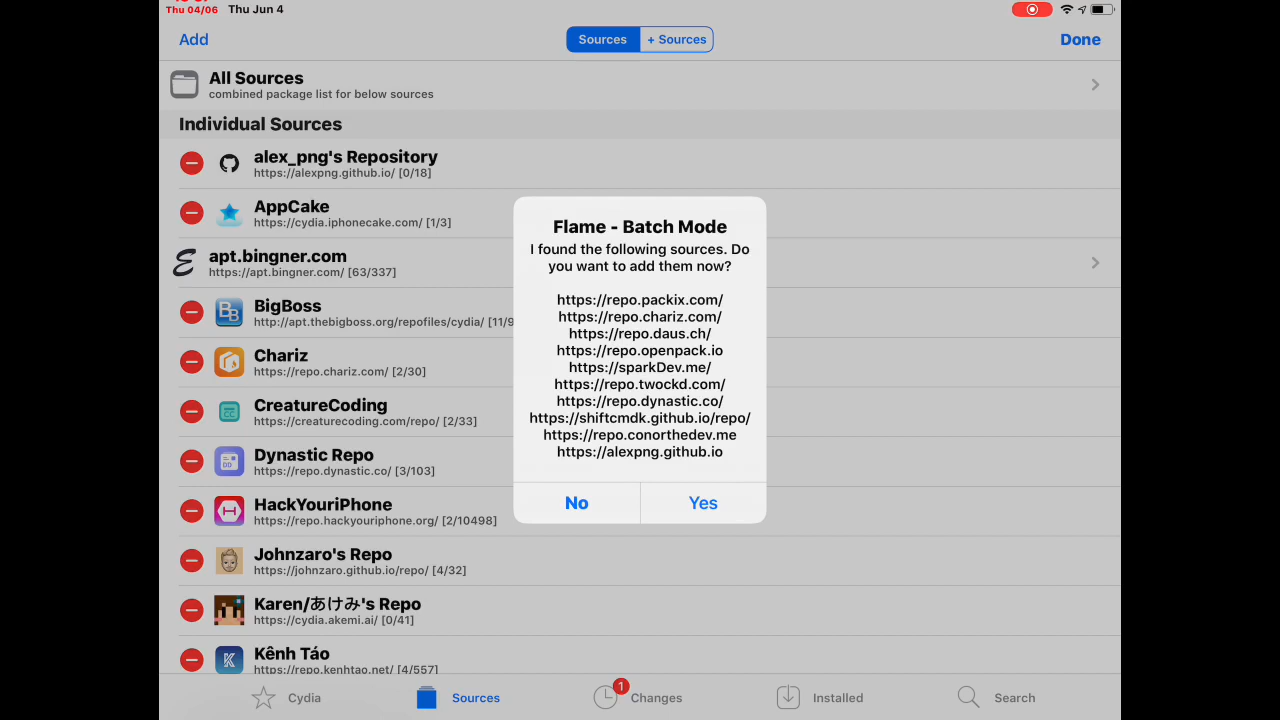 Thu 04/06 Thu Jun 4
Add Sources + Sources Done
All Sources
combined package list for below sources
Individual Sources
alex_png's Repository
https://alexpng.github.io/ [0/18]
AppCake
https://cydia.iphonecake.com/ [1/3]
apt.bingner.com
https://apt.bingner.com/ [63/337]
BigBoss
http://apt.thebigboss.org/repofiles/cydia/ [11/9
Chariz
https://repo.chariz.com/ [2/30]
CreatureCoding
https://creaturecoding.com/repo/ [2/33]
Dynastic Repo
https://repo.dynastic.co/ [3/103]
HackYouriPhone
https://repo.hackyouriphone.org/ [2/10498]
Johnzaro's Repo
https://johnzaro.github.io/repo/ [4/32]
Karen/あけみ's Repo
https://cydia.akemi.ai/ [0/41]
Kênh Táo
https://repo.kenhtao.net/ [4/557]
Flame - Batch Mode
I found the following sources. Do
you want to add them now?
https://repo.packix.com/
https://repo.chariz.com/
https://repo.daus.ch/
https://repo.openpack.io
https://sparkDev.me/
https://repo.twockd.com/
https://repo.dynastic.co/
https://shiftcmdk.github.io/repo/
https://repo.conorthedev.me
https://alexpng.github.io
No Yes
Cydia Sources 1 Changes Installed Search